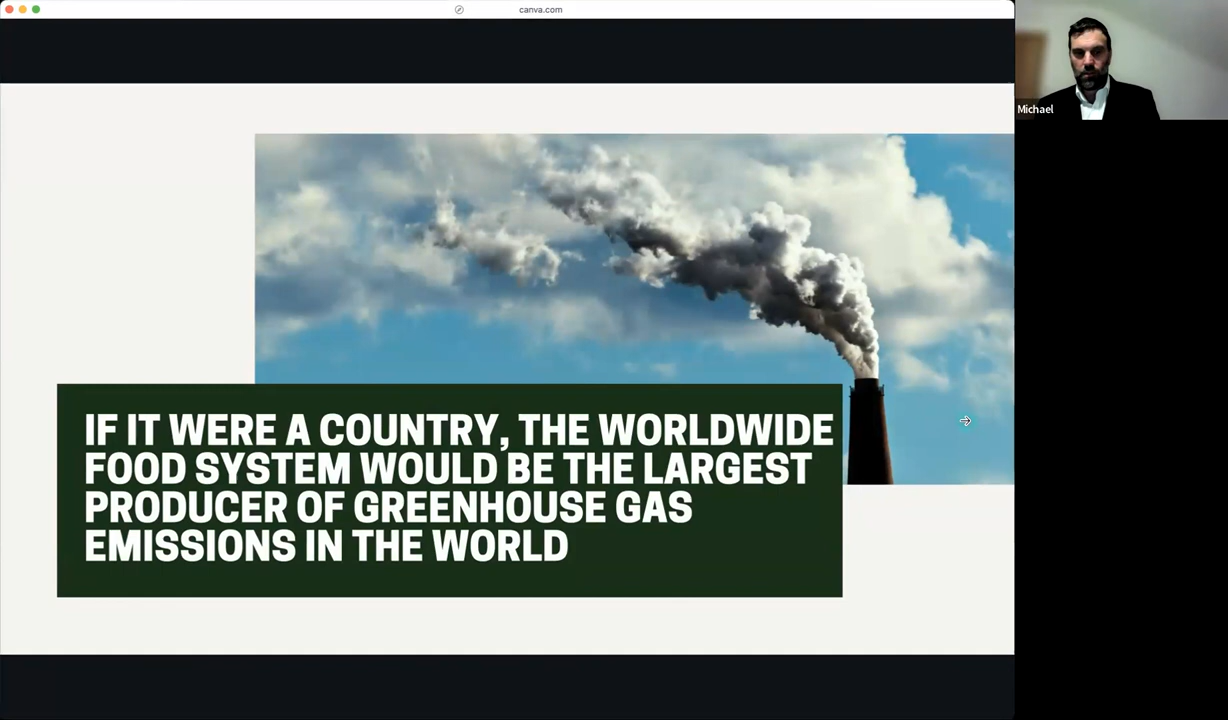 canva.com
Michael
IF IT WERE A COUNTRY, THE WORLDWIDE
FOOD SYSTEM WOULD BE THE LARGEST
PRODUCER OF GREENHOUSE GAS
EMISSIONS IN THE WORLD